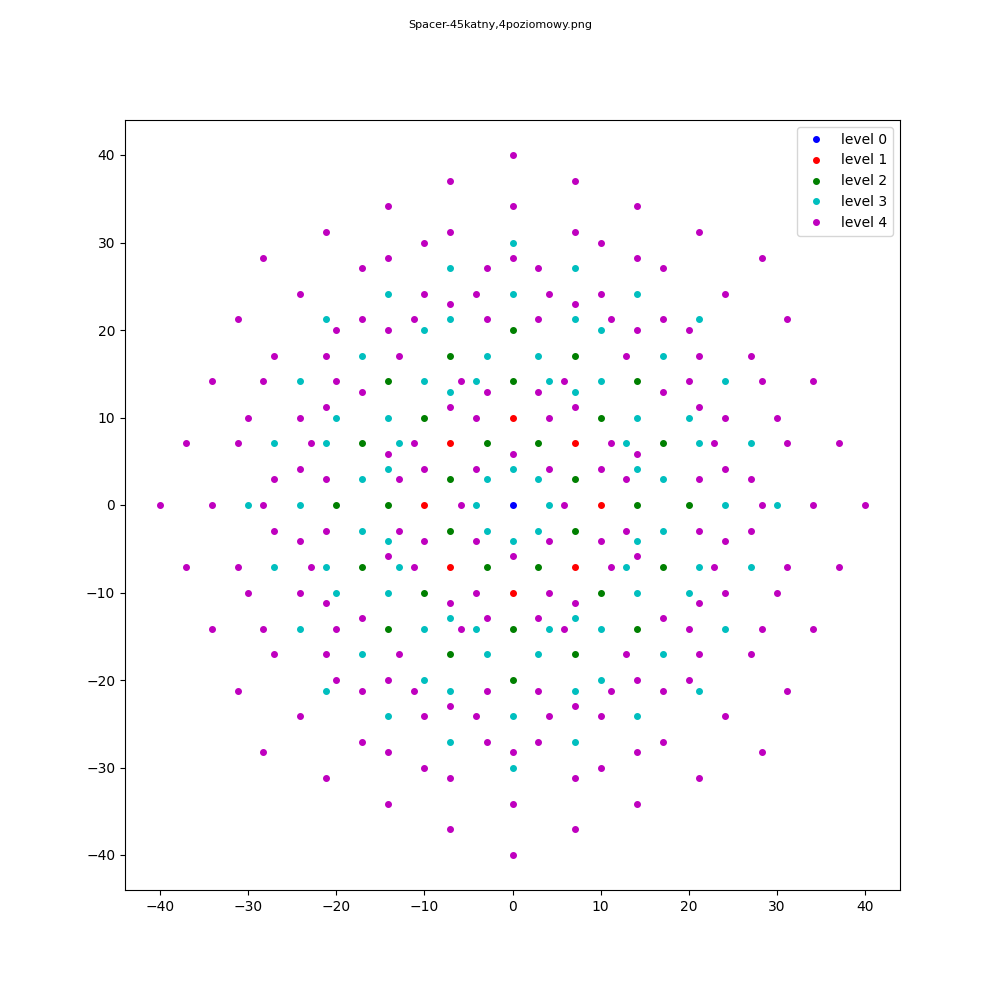 Spacer-45katny,4poziomowy.png
level 0
level 1
level 2
level 3
level 4
40
30
20
10
0
−10
−20
−30
−40
−40 −30 −20 −10 0 10 20 30 40